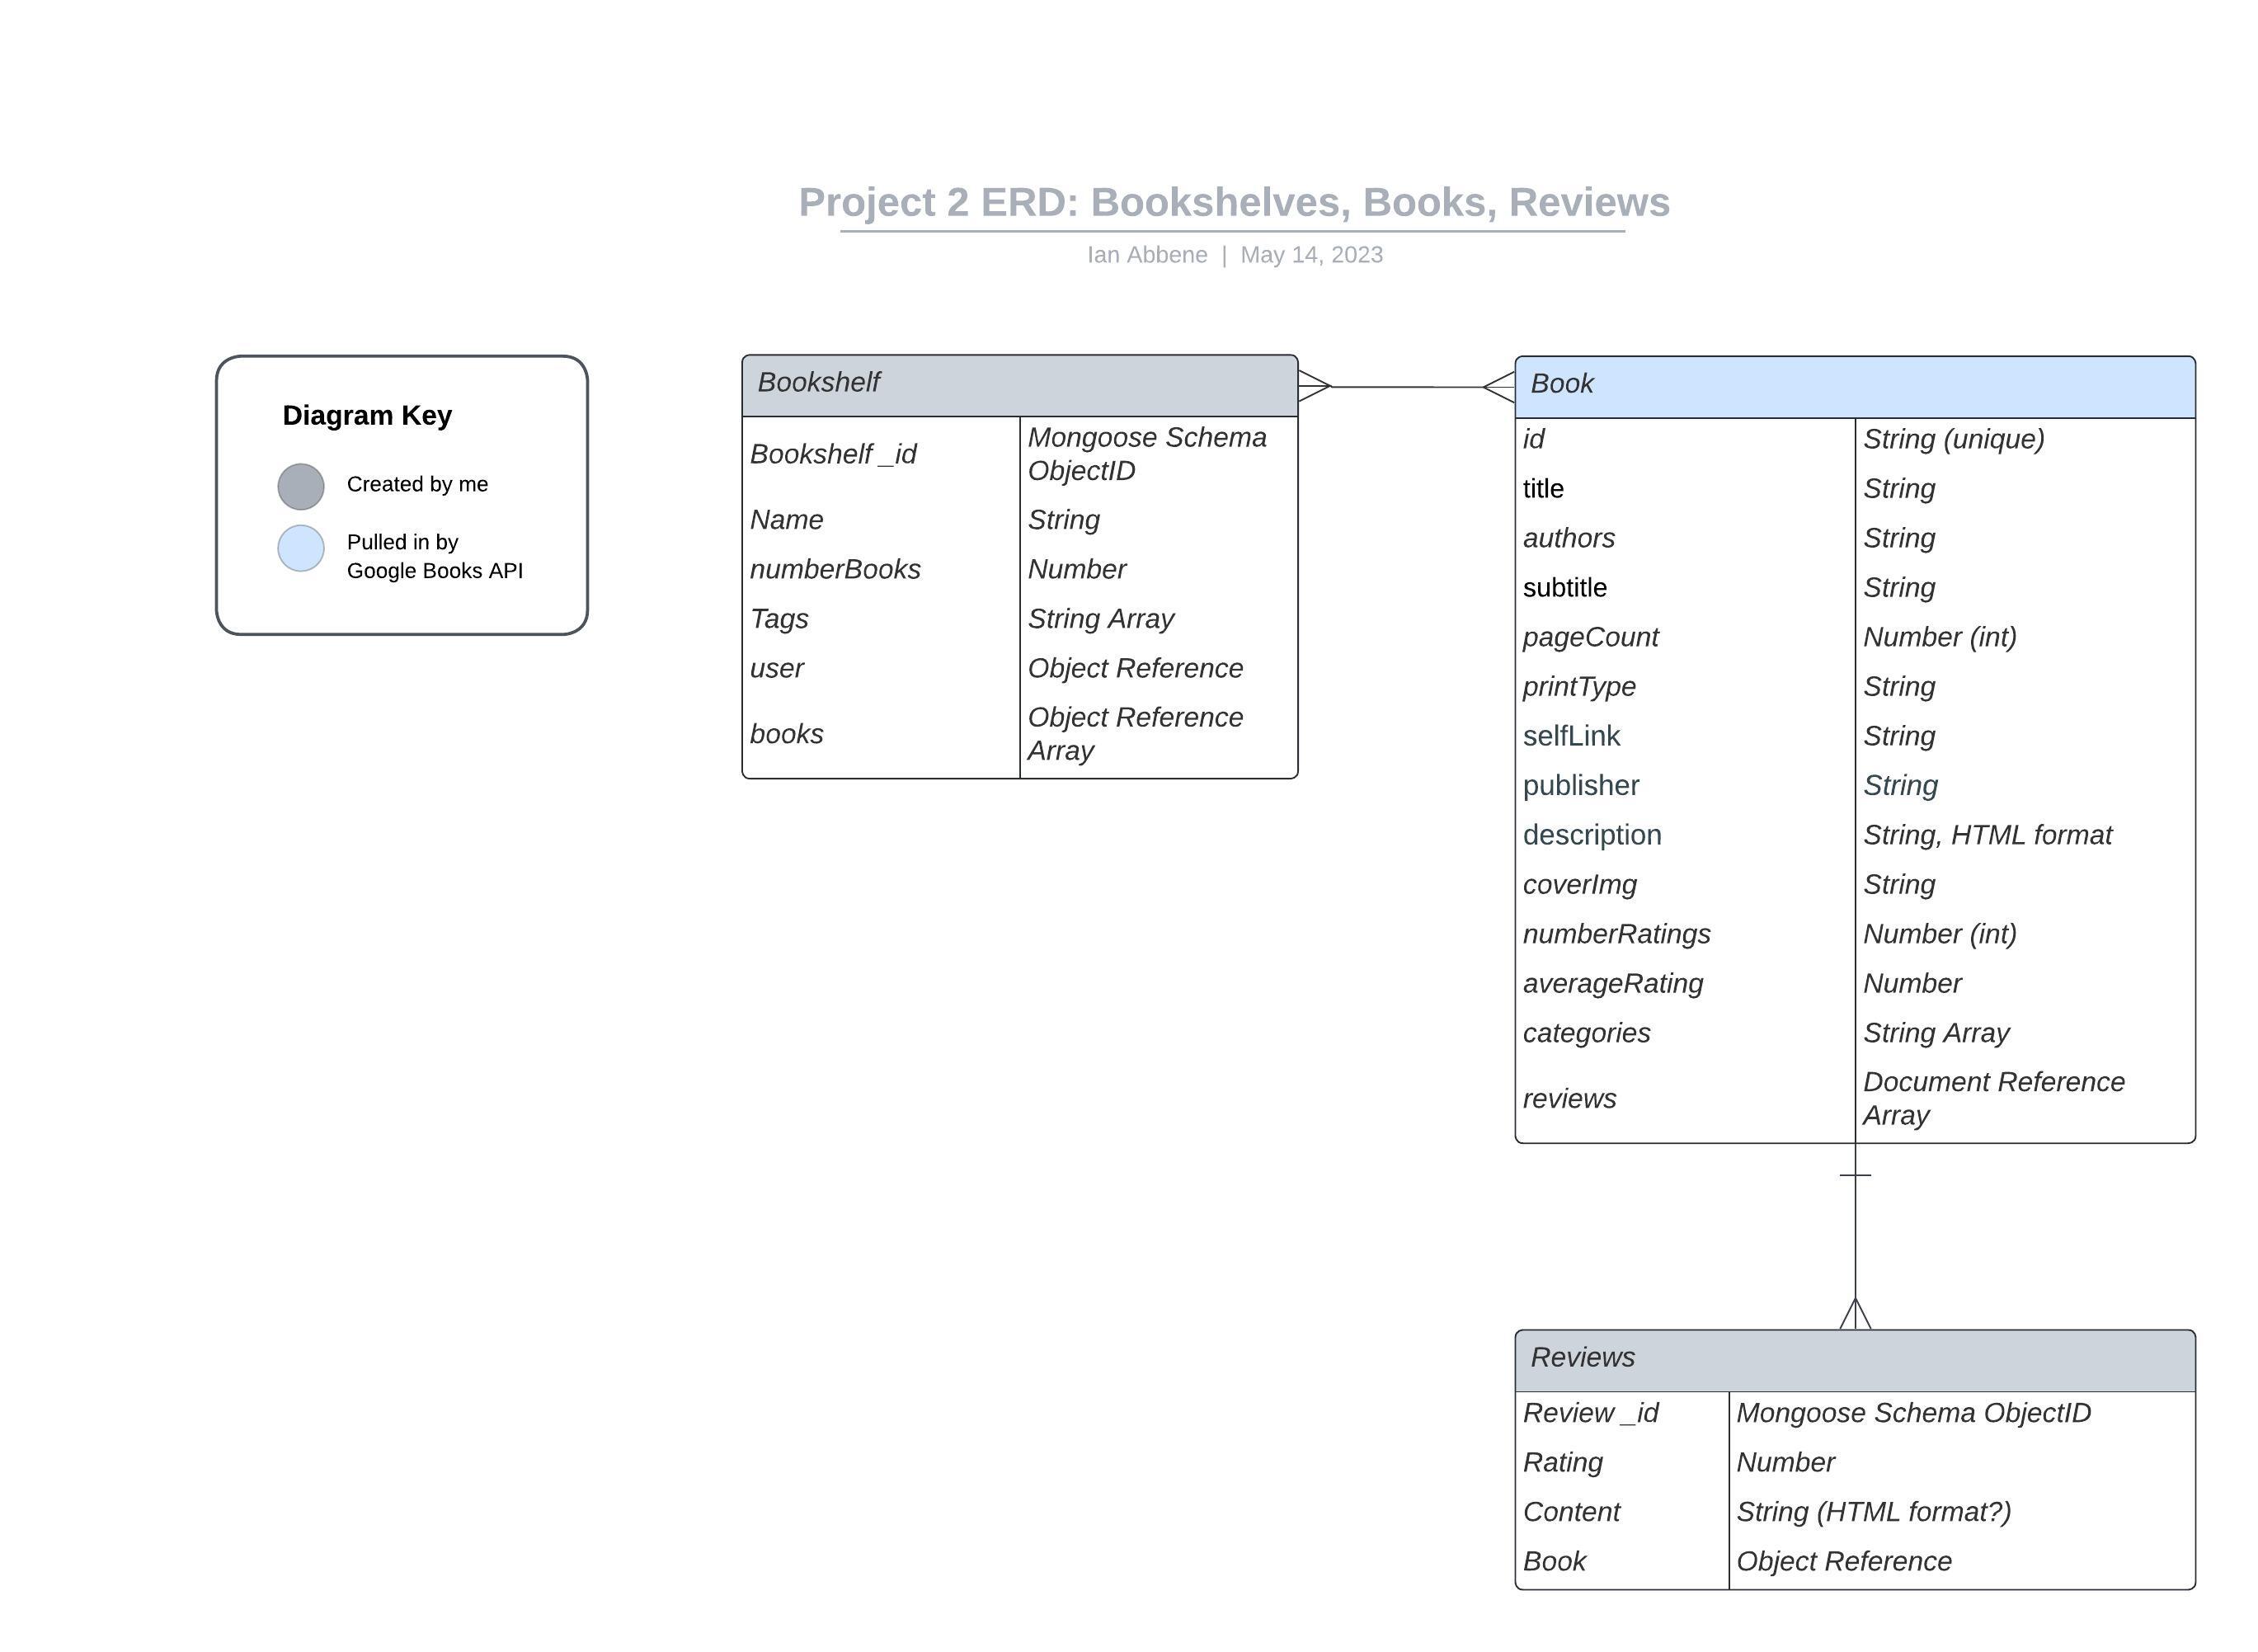 Project 2 ERD: Bookshelves, Books, Reviews
Ian Abbene | May 14, 2023
Diagram Key
Created by me
Pulled in by
Google Books API
Bookshelf
Bookshelf _id
Mongoose Schema
ObjectID
Name
String
numberBooks
Number
Tags
String Array
user
Object Reference
books
Object Reference
Array
Book
id
String (unique)
title
String
authors
String
subtitle
String
pageCount
Number (int)
printType
String
selfLink
String
publisher
String
description
String, HTML format
coverImg
String
numberRatings
Number (int)
averageRating
Number
categories
String Array
reviews
Document Reference
Array
Reviews
Review _id
Mongoose Schema ObjectID
Rating
Number
Content
String (HTML format?)
Book
Object Reference